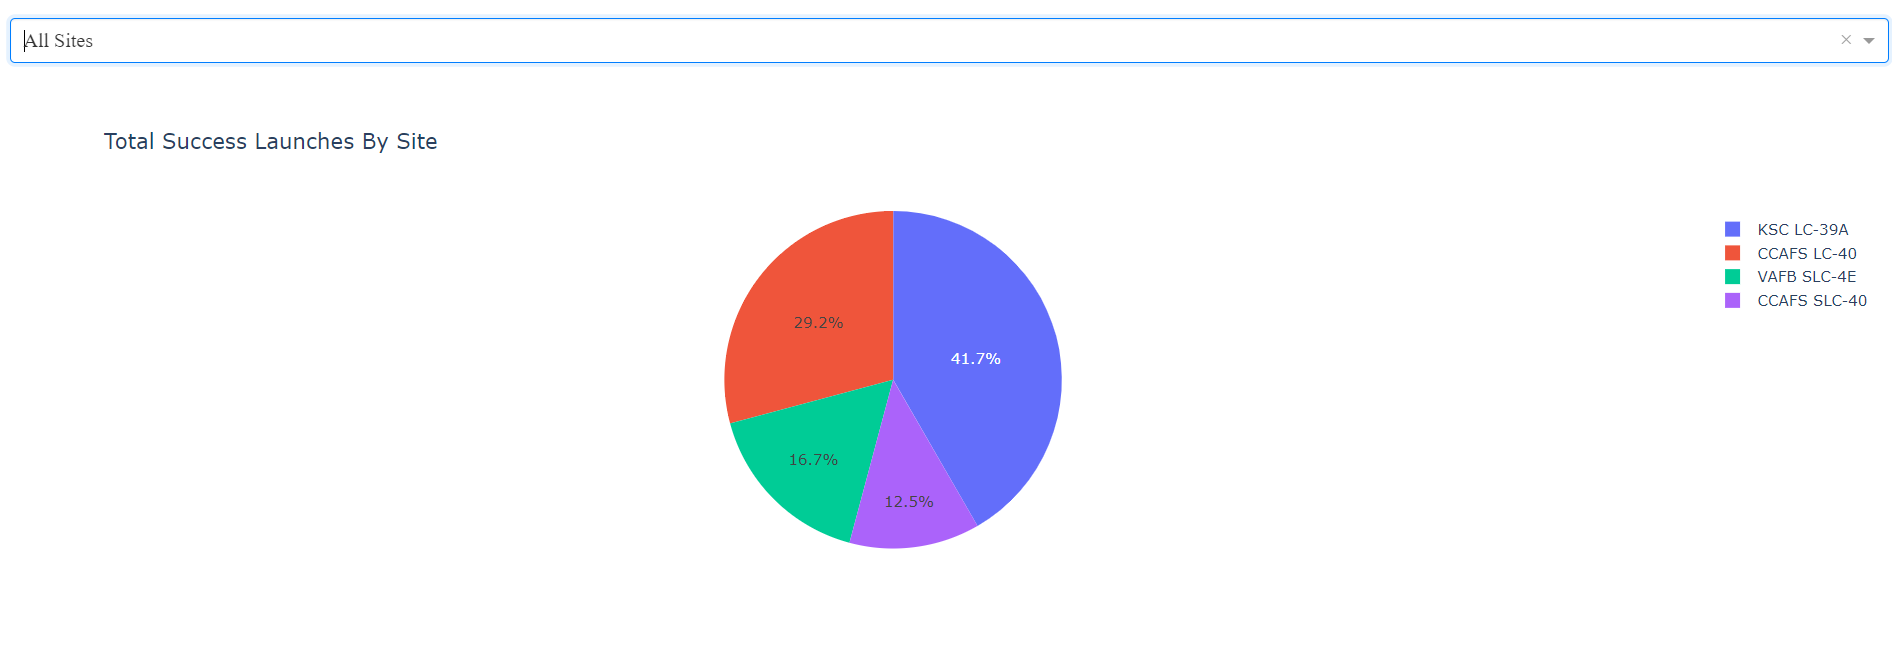 All Sites
Total Success Launches By Site
KSC LC-39A
CCAFS LC-40
VAFB SLC-4E
CCAFS SLC-40
29.2%
41.7%
16.7%
12.5%